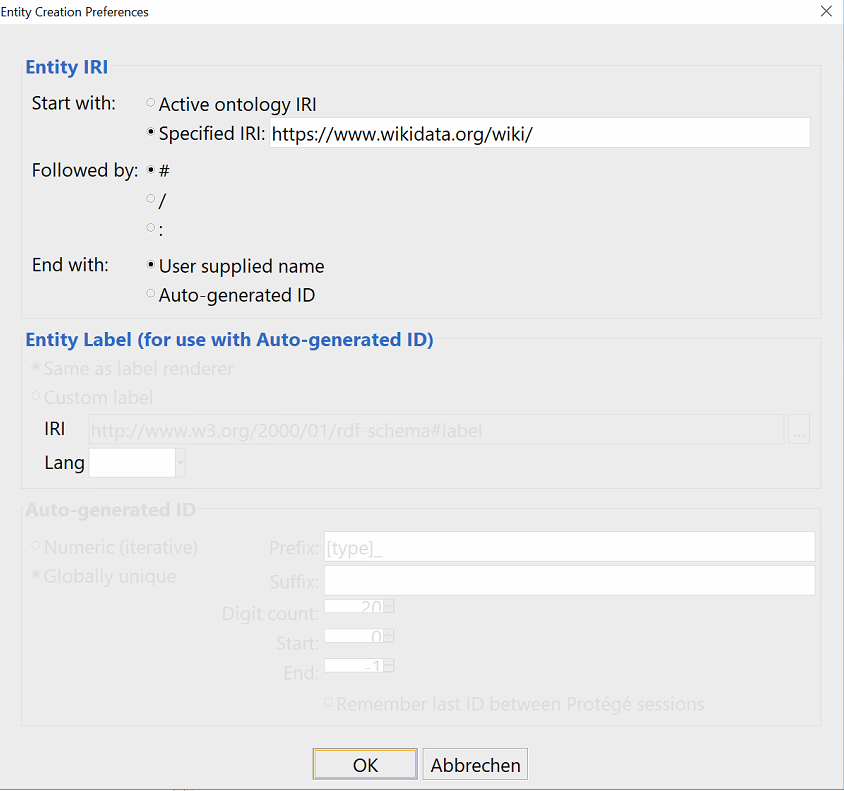 Entity Creation Preferences
Entity IRI
Start with: Active ontology IRI
Specified IRI: https://www.wikidata.org/wiki/
Followed by: #
/
:
End with: User supplied name
Auto-generated ID
Entity Label (for use with Auto-generated ID)
Same as label renderer
Custom label
IRI http://www.w3.org/2000/01/rdf-schema#label ...
Lang
Auto-generated ID
Numeric (iterative) Prefix: [type]_
Globally unique Suffix:
Digit count: 20
Start: 0
End: -1
Remember last ID between Protégé sessions
OK Abbrechen